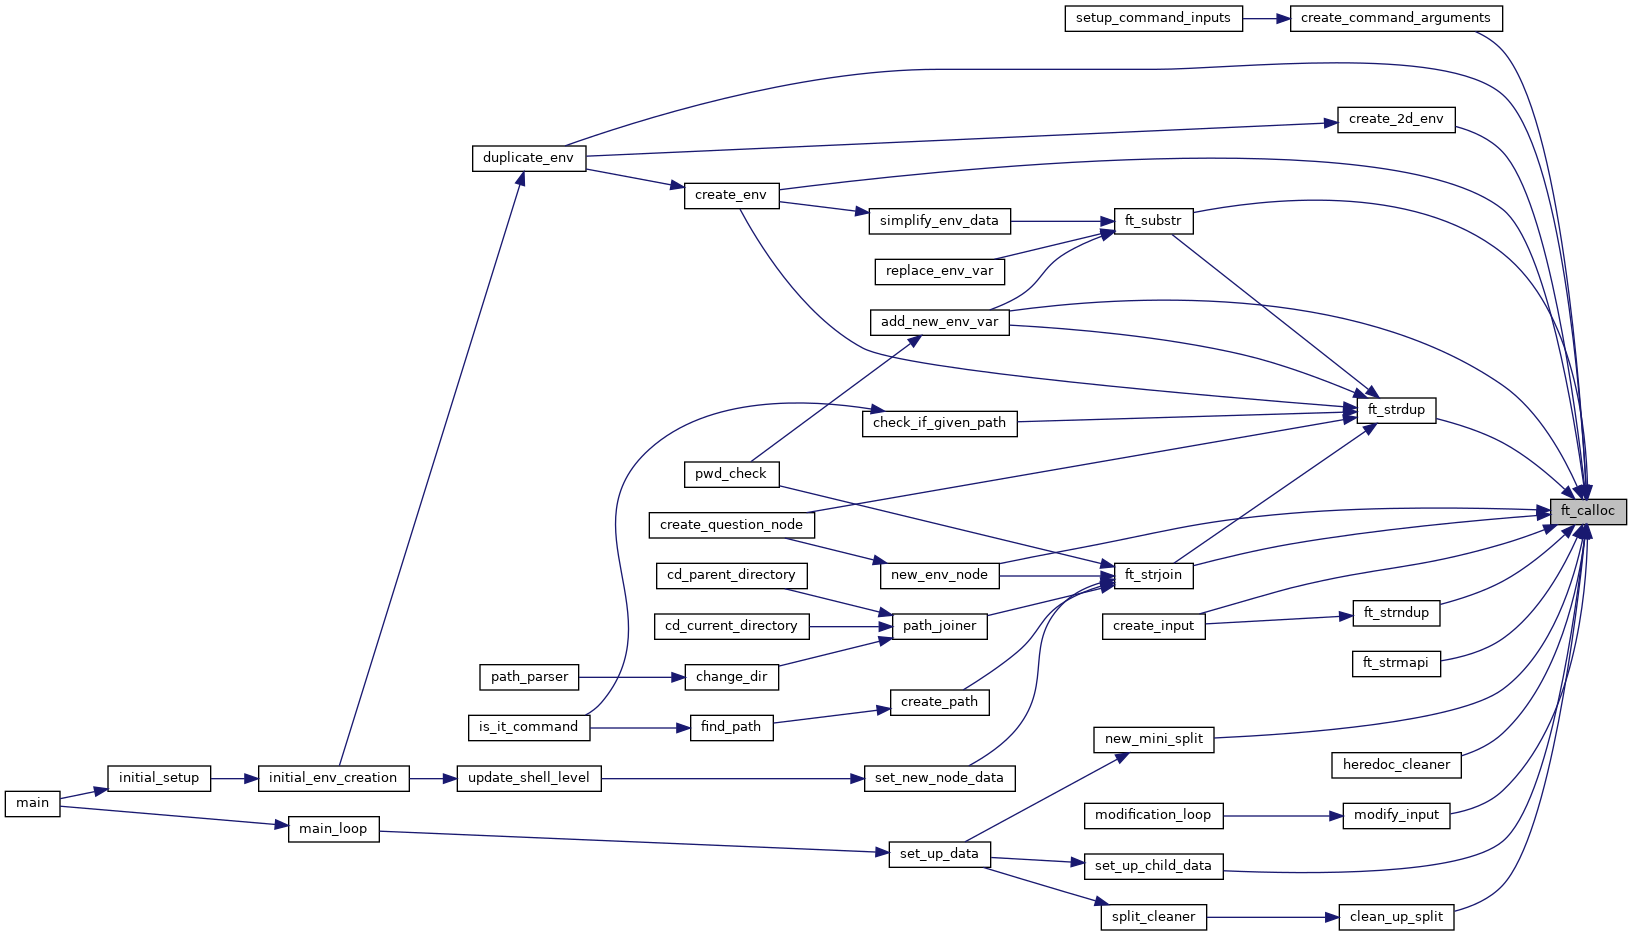 setup_command_inputs
create_command_arguments
create_2d_env
duplicate_env
create_env
simplify_env_data
ft_substr
replace_env_var
add_new_env_var
ft_strdup
check_if_given_path
pwd_check
ft_calloc
create_question_node
cd_parent_directory
new_env_node
ft_strjoin
ft_strndup
cd_current_directory
path_joiner
create_input
ft_strmapi
path_parser
change_dir
create_path
is_it_command
find_path
new_mini_split
heredoc_cleaner
initial_setup
initial_env_creation
update_shell_level
set_new_node_data
main
modification_loop
modify_input
main_loop
set_up_data
set_up_child_data
split_cleaner
clean_up_split